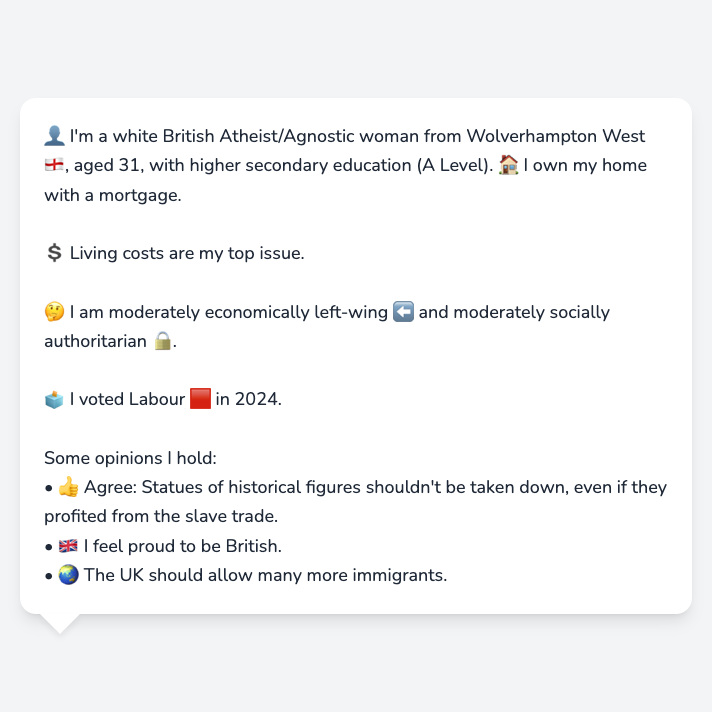 👤 I'm a white British Atheist/Agnostic woman from Wolverhampton West
🏴󠁧󠁢󠁥󠁮󠁧󠁿, aged 31, with higher secondary education (A Level). 🏠 I own my home
with a mortgage.
💲 Living costs are my top issue.
🤔 I am moderately economically left-wing ⬅️ and moderately socially
authoritarian 🔒.
🗳️ I voted Labour 🟥 in 2024.
Some opinions I hold:
• 👍 Agree: Statues of historical figures shouldn't be taken down, even if they
profited from the slave trade.
• 🇬🇧 I feel proud to be British.
• 🌏 The UK should allow many more immigrants.